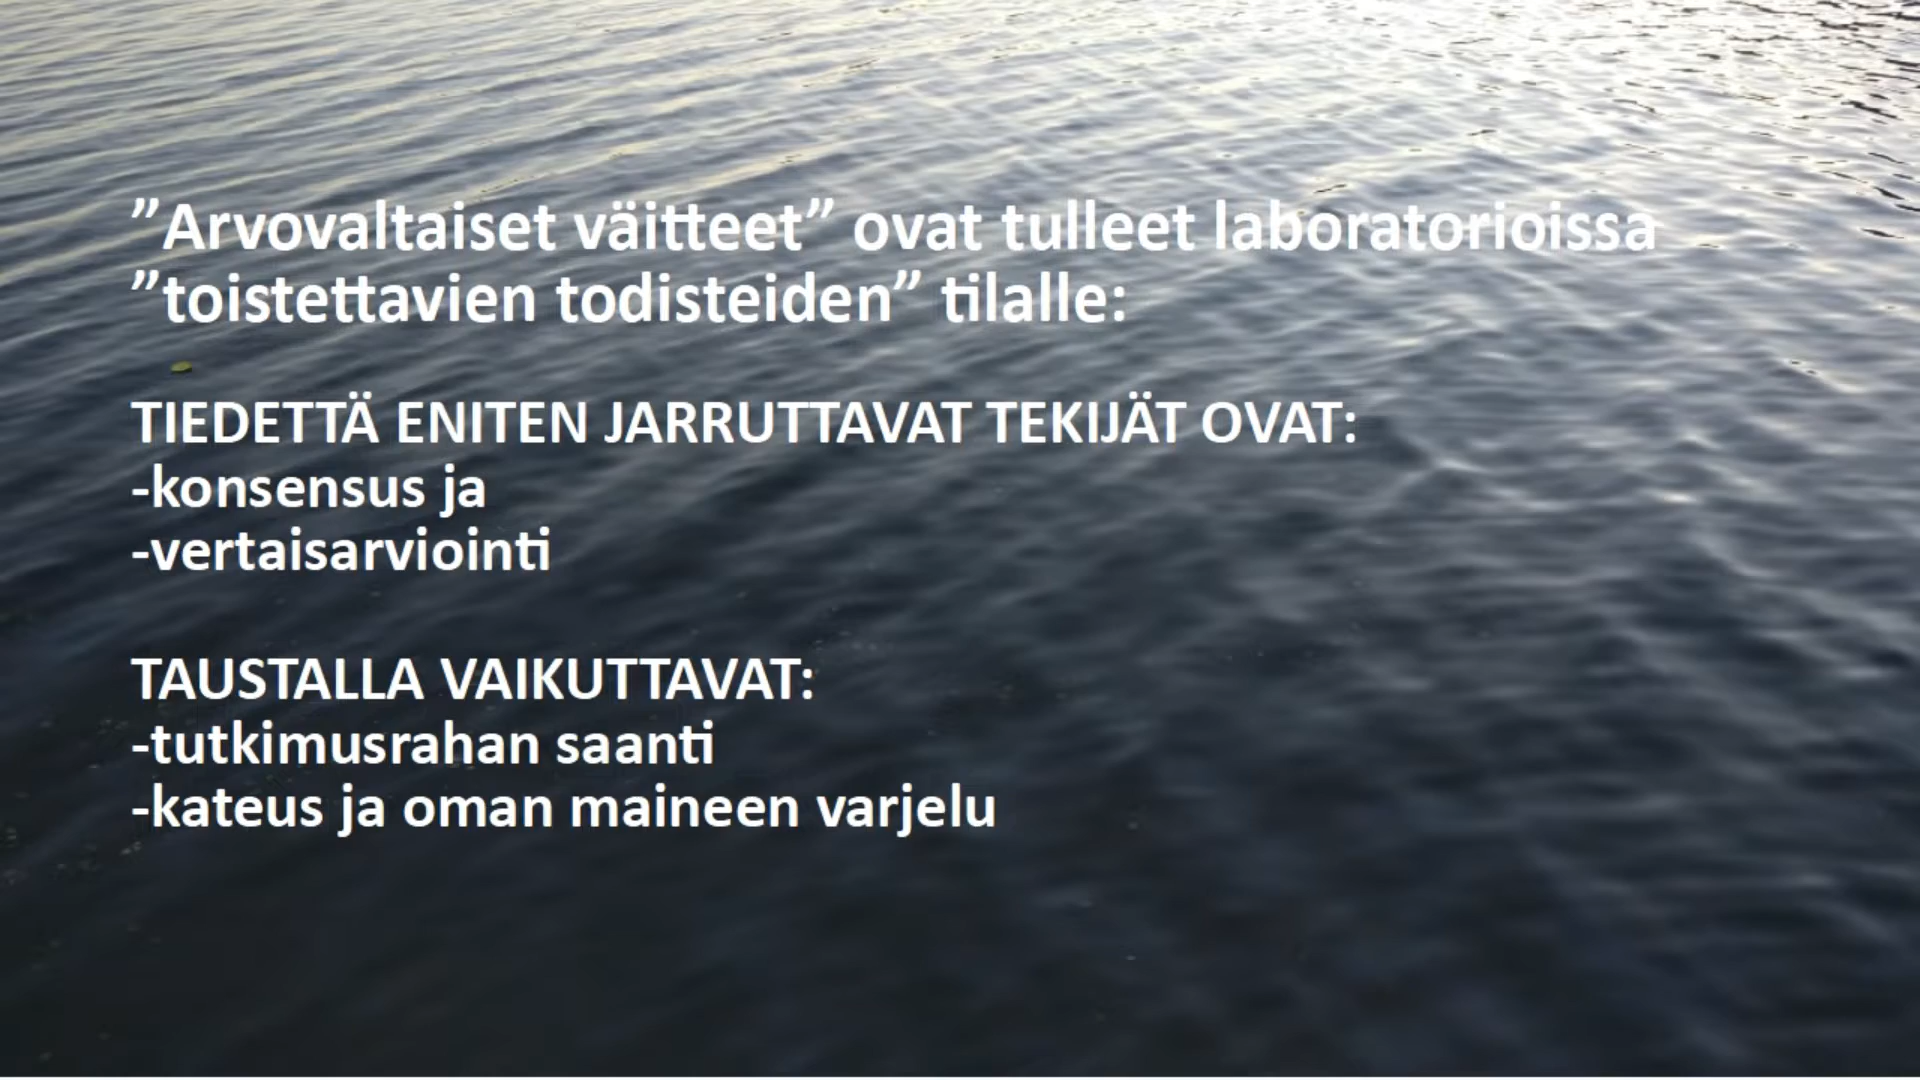 ”Arvovaltaiset väitteet” ovat tulleet laboratorioissa
”toistettavien todisteiden” tilalle:
TIEDETTÄ ENITEN JARRUTTAVAT TEKIJÄT OVAT:
-konsensus ja
-vertaisarviointi
TAUSTALLA VAIKUTTAVAT:
-tutkimusrahan saanti
-kateus ja oman maineen varjelu